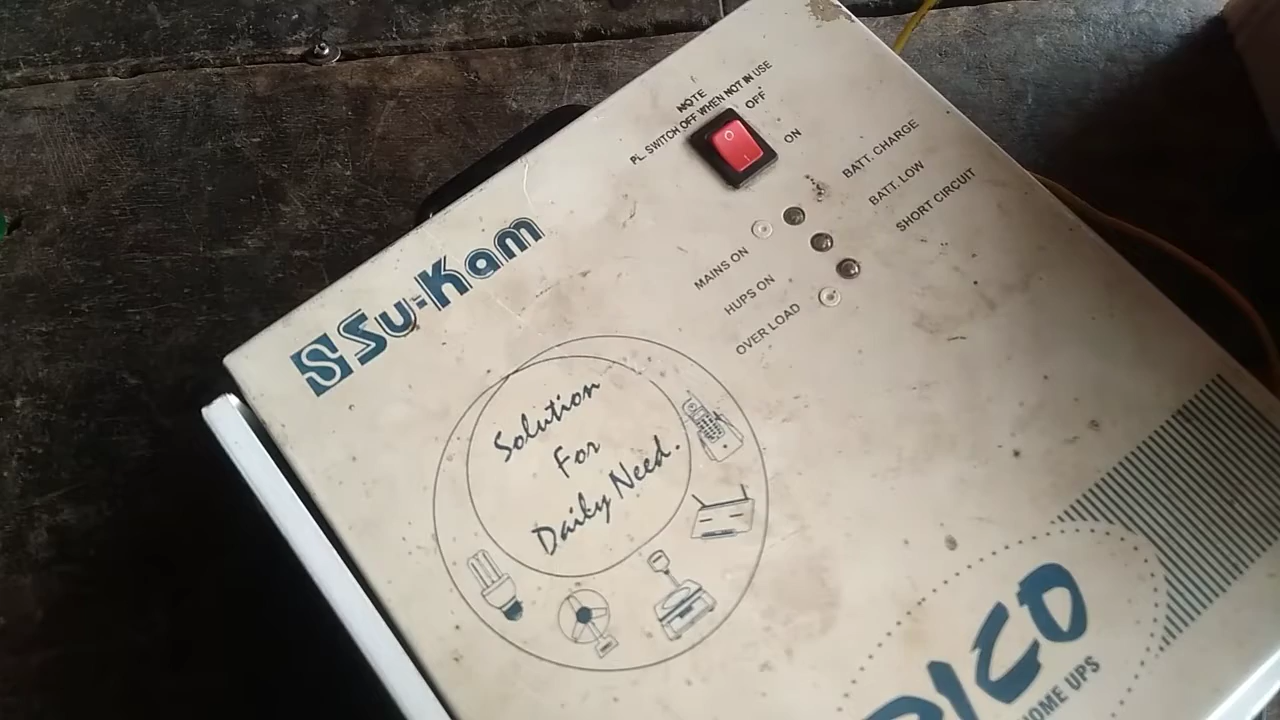 NOTE
PL. SWITCH OFF WHEN NOT IN USE
OFF
ON
BATT. CHARGE
BATT. LOW
SHORT CIRCUIT
MAINS ON
HUPS ON
OVER LOAD
Su-Kam
Solution
For
Daily Need.
PICO
HOME UPS